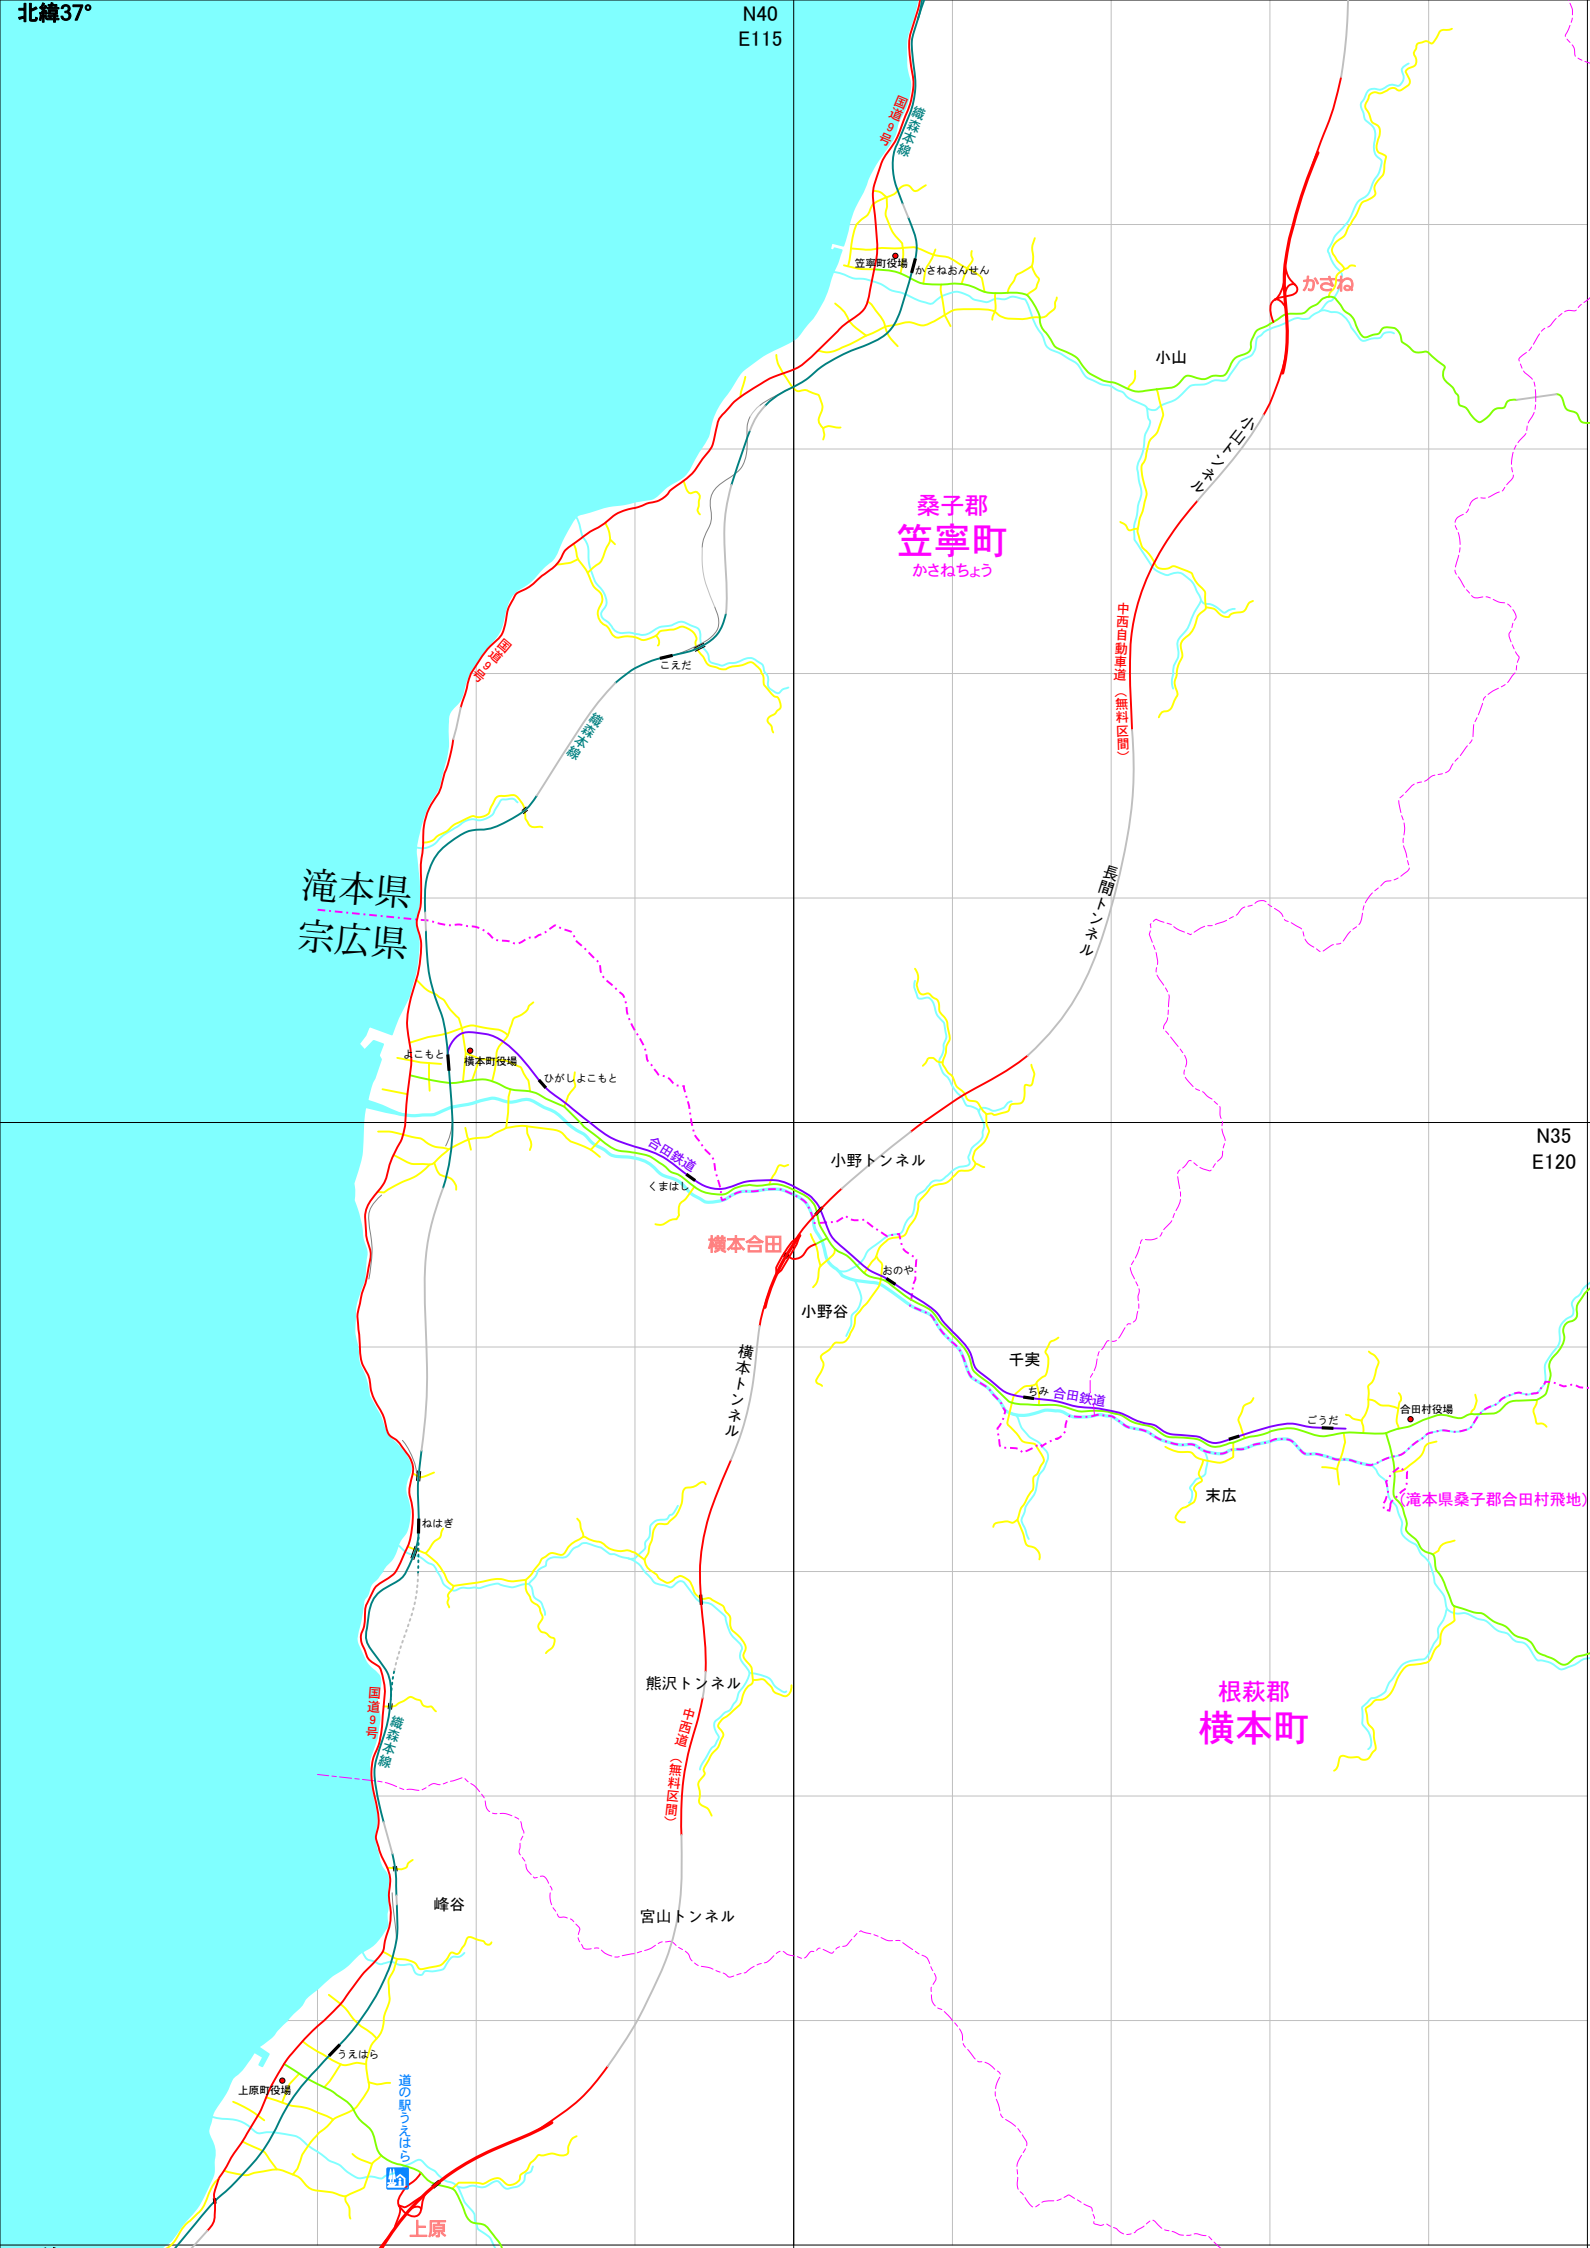 北緯37°
N40
E115
国道9号
織森本線
笠寧町役場
かさねおんせん
かさね
小山
小山トンネル
桑子郡
笠寧町
かさねちょう
中西自動車道（無料区間）
国道9号
こえだ
織森本線
長間トンネル
滝本県
宗広県
よこもと
横本町役場
ひがしよこもと
合田鉄道
くまはし
小野トンネル
N35
E120
横本合田
おのや
小野谷
横本トンネル
千実
ちみ
合田鉄道
ごうだ
合田村役場
末広
（滝本県桑子郡合田村飛地）
ねはぎ
熊沢トンネル
国道9号
織森本線
中西道（無料区間）
根萩郡
横本町
峰谷
宮山トンネル
うえはら
上原町役場
道の駅うえはら
上原